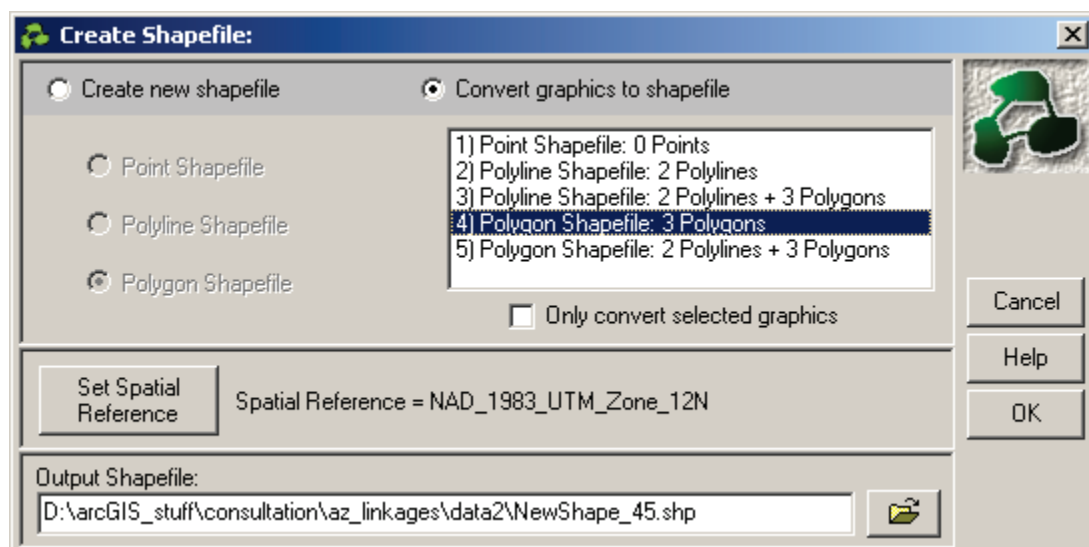 Create Shapefile:
Create new shapefile
Convert graphics to shapefile
Point Shapefile
Polyline Shapefile
Polygon Shapefile
1) Point Shapefile: 0 Points
2) Polyline Shapefile: 2 Polylines
3) Polyline Shapefile: 2 Polylines + 3 Polygons
4) Polygon Shapefile: 3 Polygons
5) Polygon Shapefile: 2 Polylines + 3 Polygons
Only convert selected graphics
Cancel
Help
OK
Set Spatial
Reference
Spatial Reference = NAD_1983_UTM_Zone_12N
Output Shapefile:
D:\arcGIS_stuff\consultation\az_linkages\data2\NewShape_45.shp